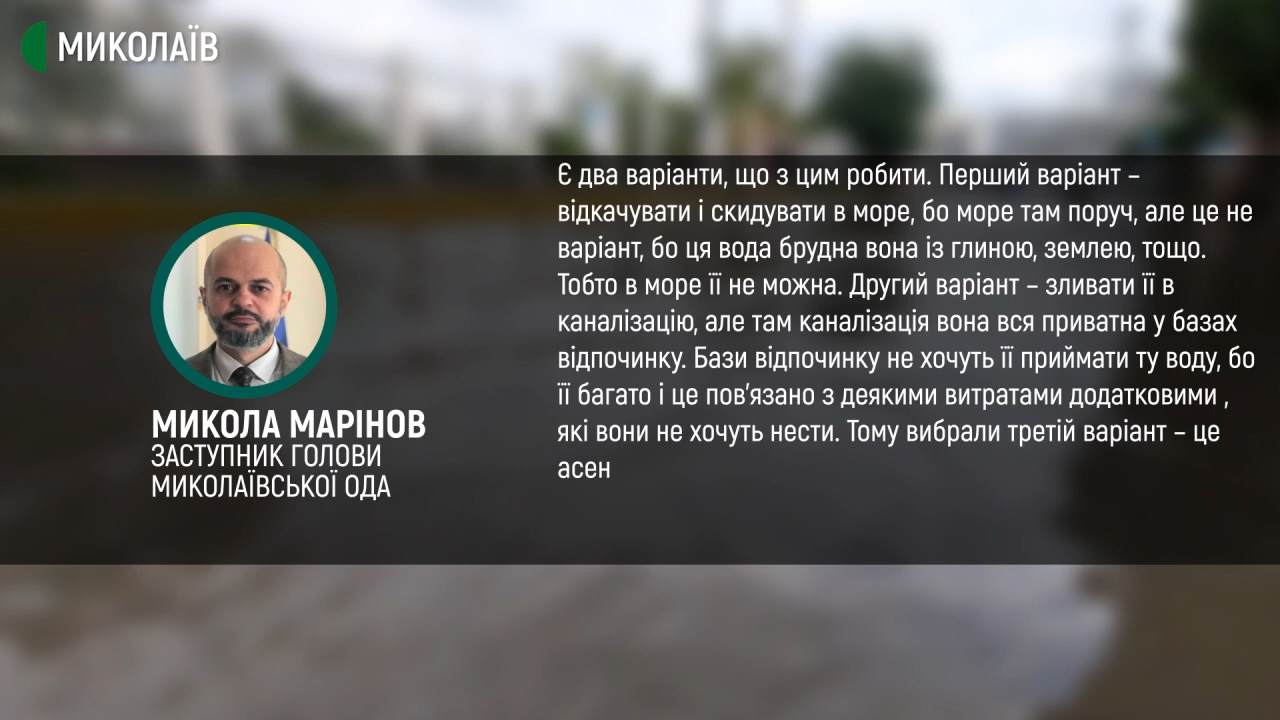 МИКОЛАЇВ
МИКОЛА МАРІНОВ
ЗАСТУПНИК ГОЛОВИ
МИКОЛАЇВСЬКОЇ ОДА
Є два варіанти, що з цим робити. Перший варіант –
відкачувати і скидувати в море, бо море там поруч, але це не
варіант, бо ця вода брудна вона із глиною, землею, тощо.
Тобто в море її не можна. Другий варіант – зливати її в
каналізацію, але там каналізація вона вся приватна у базах
відпочинку. Бази відпочинку не хочуть її приймати ту воду, бо
її багато і це пов’язано з деякими витратами додатковими ,
які вони не хочуть нести. Тому вибрали третій варіант – це
асен